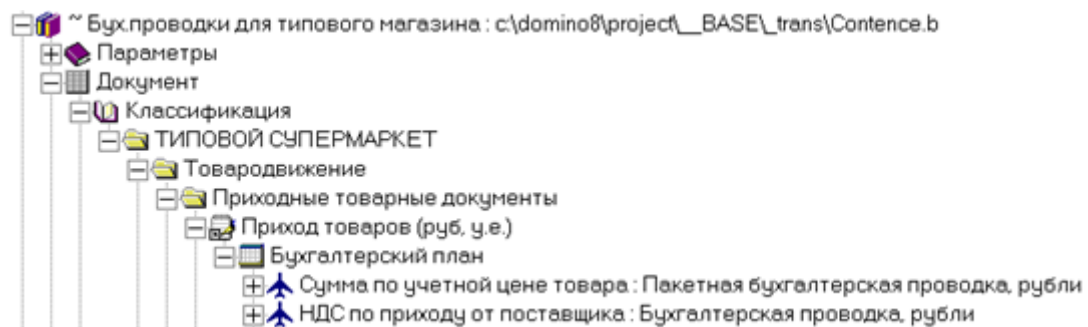 ~ Бух.проводки для типового магазина : c:\domino8\project\__BASE\_trans\Contence.b
Параметры
Документ
Классификация
ТИПОВОЙ СУПЕРМАРКЕТ
Товародвижение
Приходные товарные документы
Приход товаров (руб, у.е.)
Бухгалтерский план
Сумма по учетной цене товара : Пакетная бухгалтерская проводка, рубли
НДС по приходу от поставщика : Бухгалтерская проводка, рубли